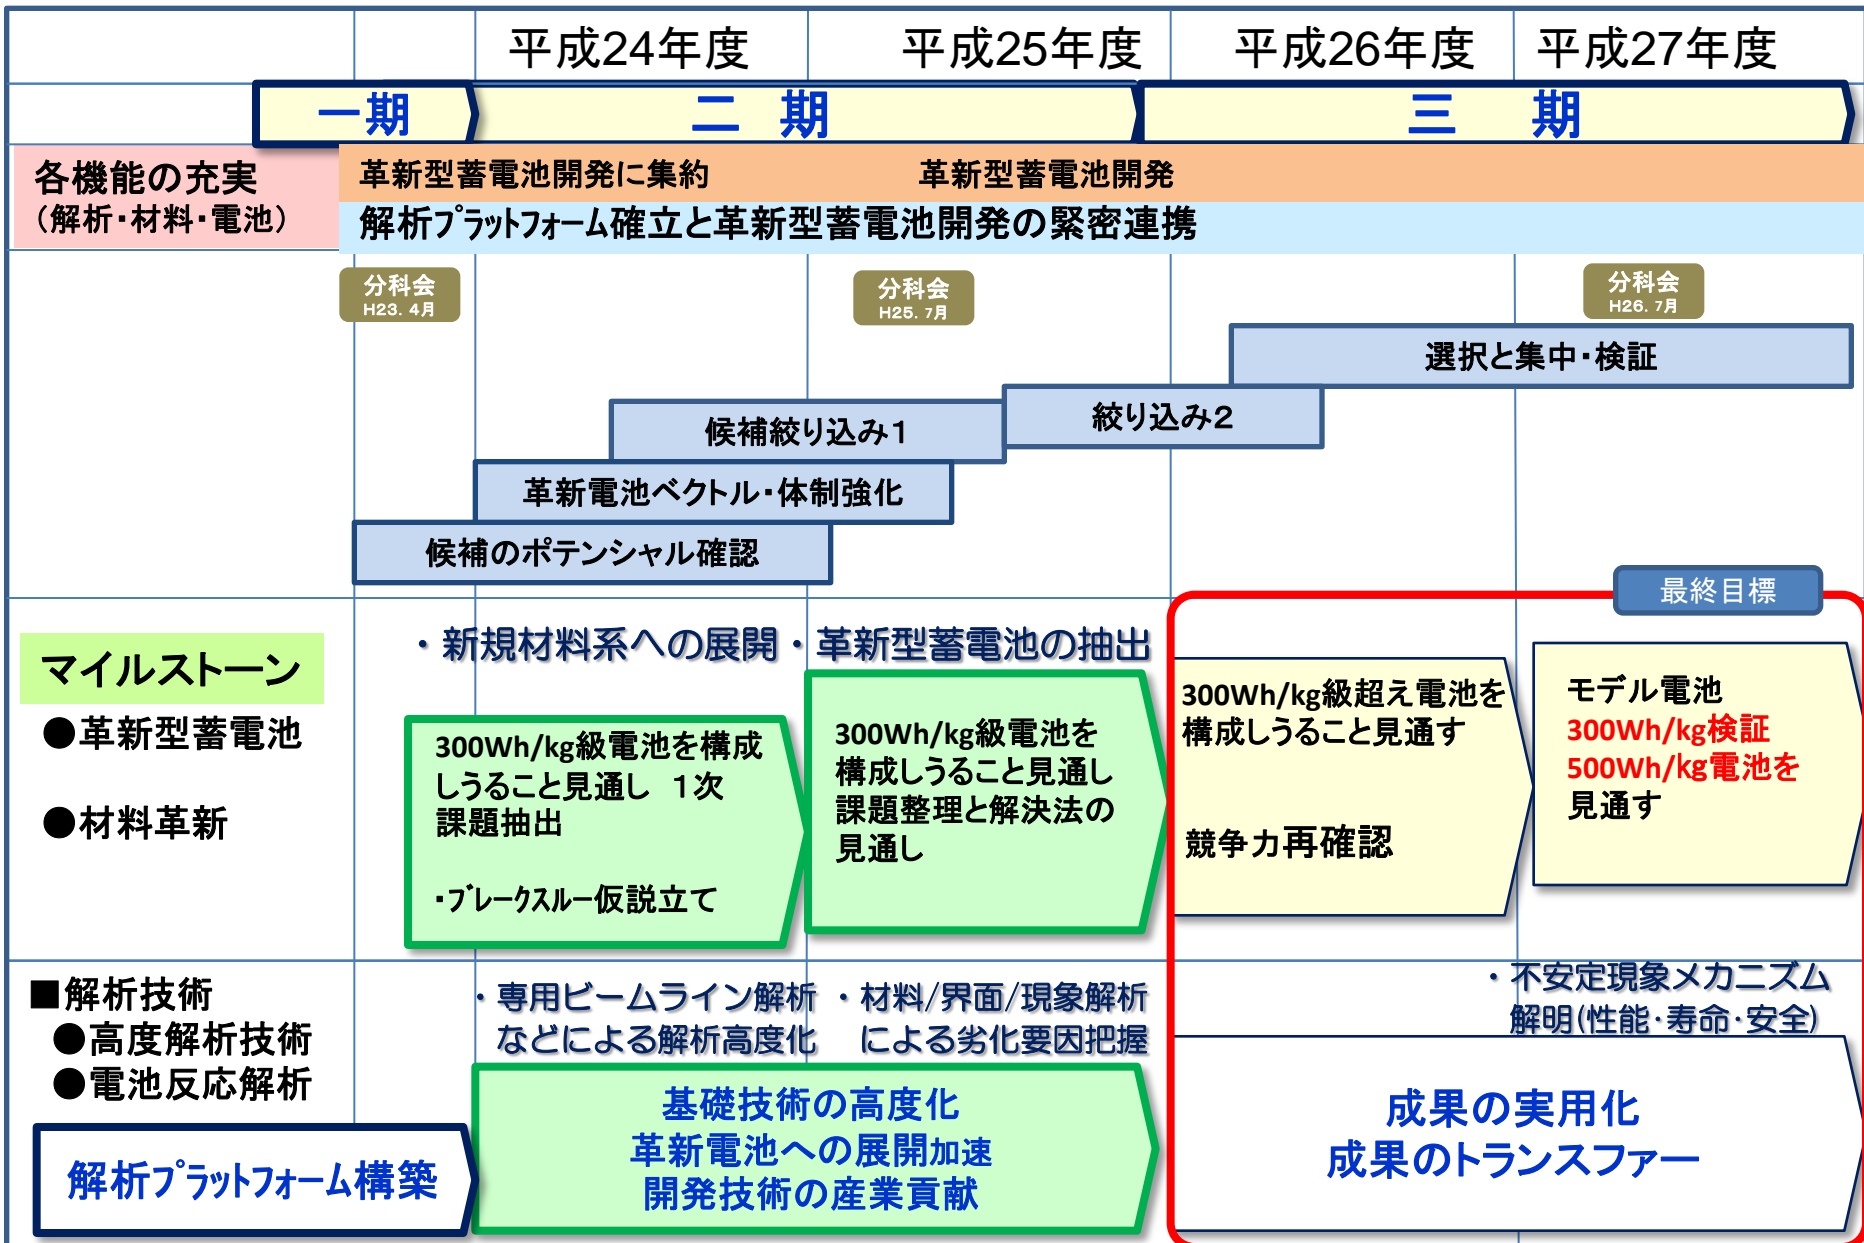 平成24年度
平成25年度
平成26年度
平成27年度
一期
二 期
三 期
各機能の充実
(解析・材料・電池)
革新型蓄電池開発に集約
革新型蓄電池開発
解析プラットフォーム確立と革新型蓄電池開発の緊密連携
分科会
H23. 4月
分科会
H25. 7月
分科会
H26. 7月
選択と集中・検証
絞り込み2
候補絞り込み1
革新電池ベクトル・体制強化
候補のポテンシャル確認
最終目標
マイルストーン
●革新型蓄電池
●材料革新
・新規材料系への展開
・革新型蓄電池の抽出
300Wh/kg級電池を構成
しうること見通し 1次
課題抽出
・ブレークスルー仮説立て
300Wh/kg級電池を
構成しうること見通し
課題整理と解決法の
見通し
300Wh/kg級超え電池を
構成しうること見通す
競争力再確認
モデル電池
300Wh/kg検証
500Wh/kg電池を
見通す
■解析技術
●高度解析技術
●電池反応解析
・専用ビームライン解析
などによる解析高度化
・材料/界面/現象解析
による劣化要因把握
・不安定現象メカニズム
解明(性能・寿命・安全)
解析プラットフォーム構築
基礎技術の高度化
革新電池への展開加速
開発技術の産業貢献
成果の実用化
成果のトランスファー